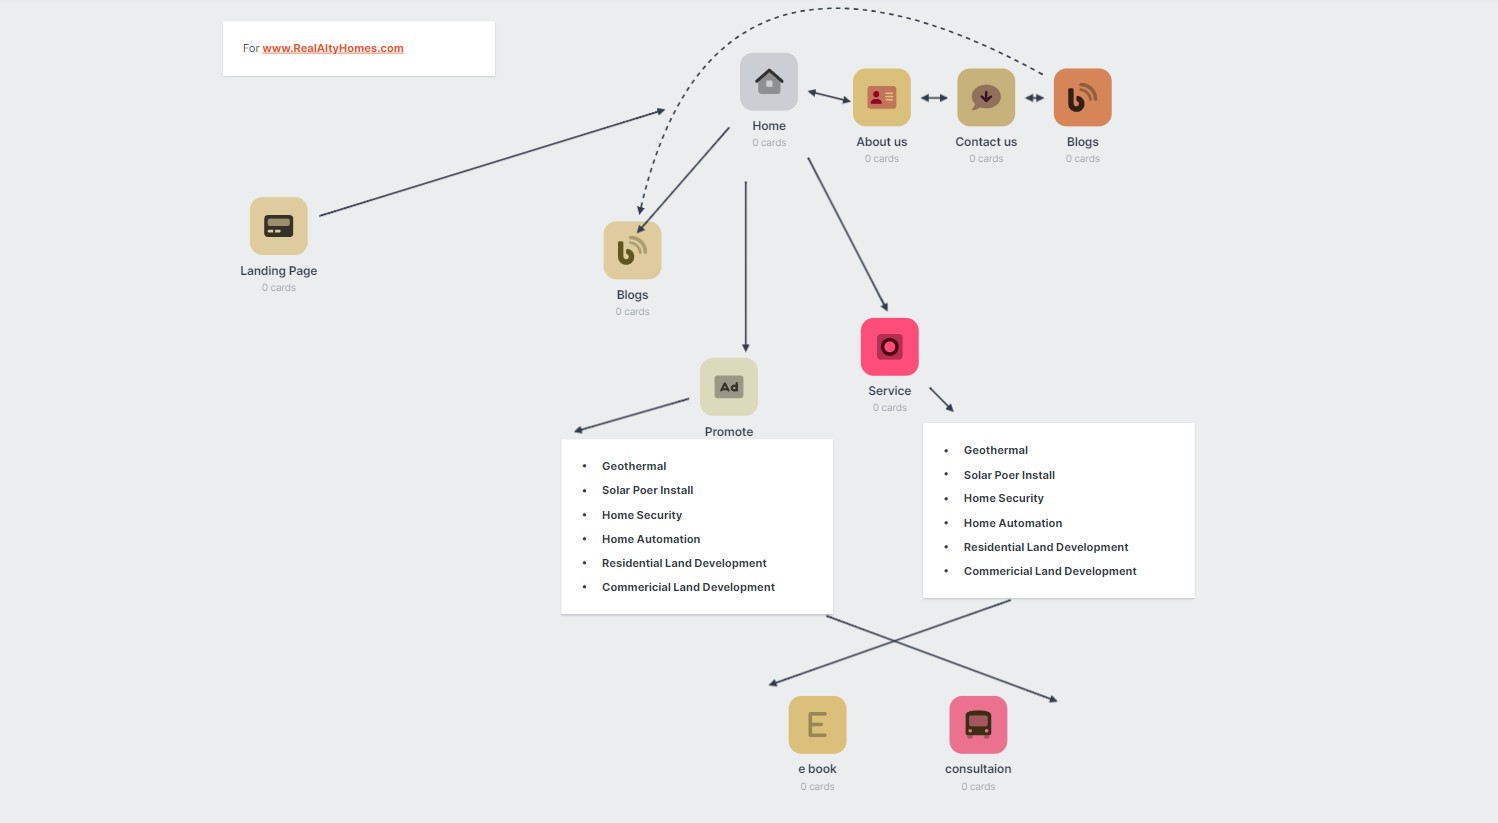 For www.RealAltyHomes.com
Home
0 cards
About us
0 cards
Contact us
0 cards
Blogs
0 cards
Landing Page
0 cards
Blogs
0 cards
Ad
Promote
Service
0 cards
• Geothermal
• Solar Poer Install
• Home Security
• Home Automation
• Residential Land Development
• Commericial Land Development
• Geothermal
• Solar Poer Install
• Home Security
• Home Automation
• Residential Land Development
• Commericial Land Development
E
e book
0 cards
consultaion
0 cards